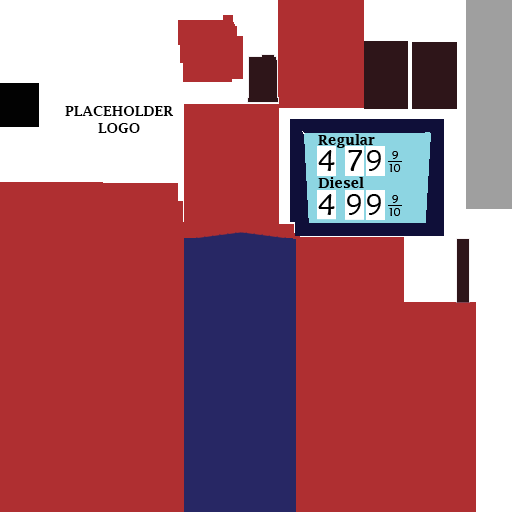 PLACEHOLDER
LOGO
Regular
4 79 9/10
Diesel
4 99 9/10